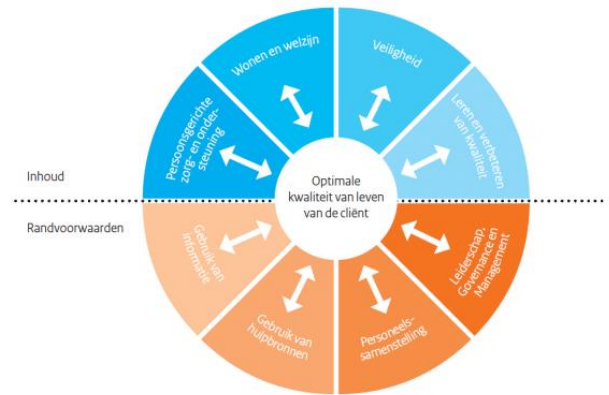 Wonen en welzijn
Veiligheid
Persoonsgerichte
zorg- en onder-
steuning
Leren en verbeteren
van kwaliteit
Inhoud
Optimale
kwaliteit van leven
van de cliënt
Randvoorwaarden
Gebruik van
informatie
Leiderschap,
Governance en
Management
Gebruik van
hulpbronnen
Personeels-
samenstelling